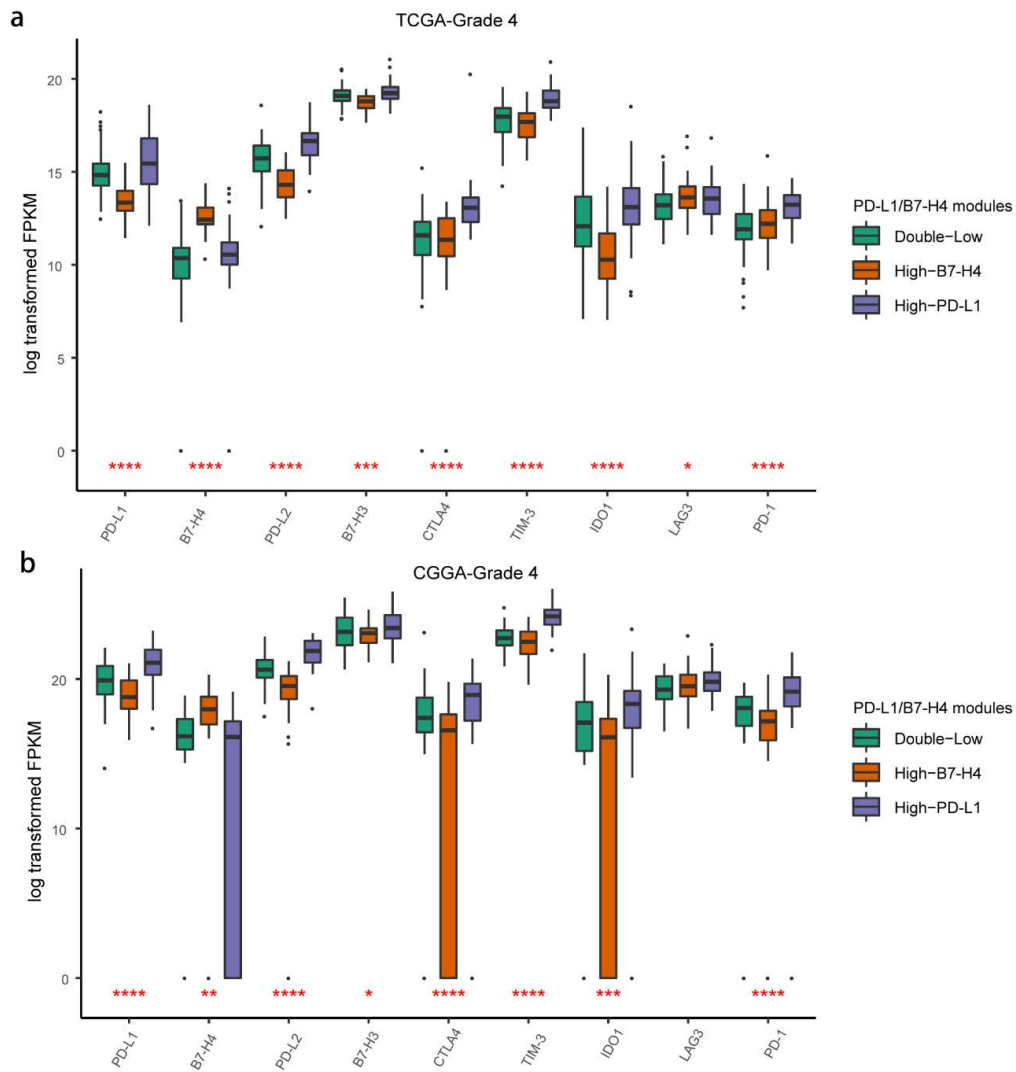 a
TCGA-Grade 4
log transformed FPKM
20
15
10
5
0
**** **** **** *** **** **** **** * ****
PD-L1 B7-H4 PD-L2 B7-H3 CTLA4 TIM-3 IDO1 LAG3 PD-1
PD-L1/B7-H4 modules
Double-Low
High-B7-H4
High-PD-L1
b
CGGA-Grade 4
log transformed FPKM
20
10
0
**** ** **** * **** **** *** ****
PD-L1 B7-H4 PD-L2 B7-H3 CTLA4 TIM-3 IDO1 LAG3 PD-1
PD-L1/B7-H4 modules
Double-Low
High-B7-H4
High-PD-L1